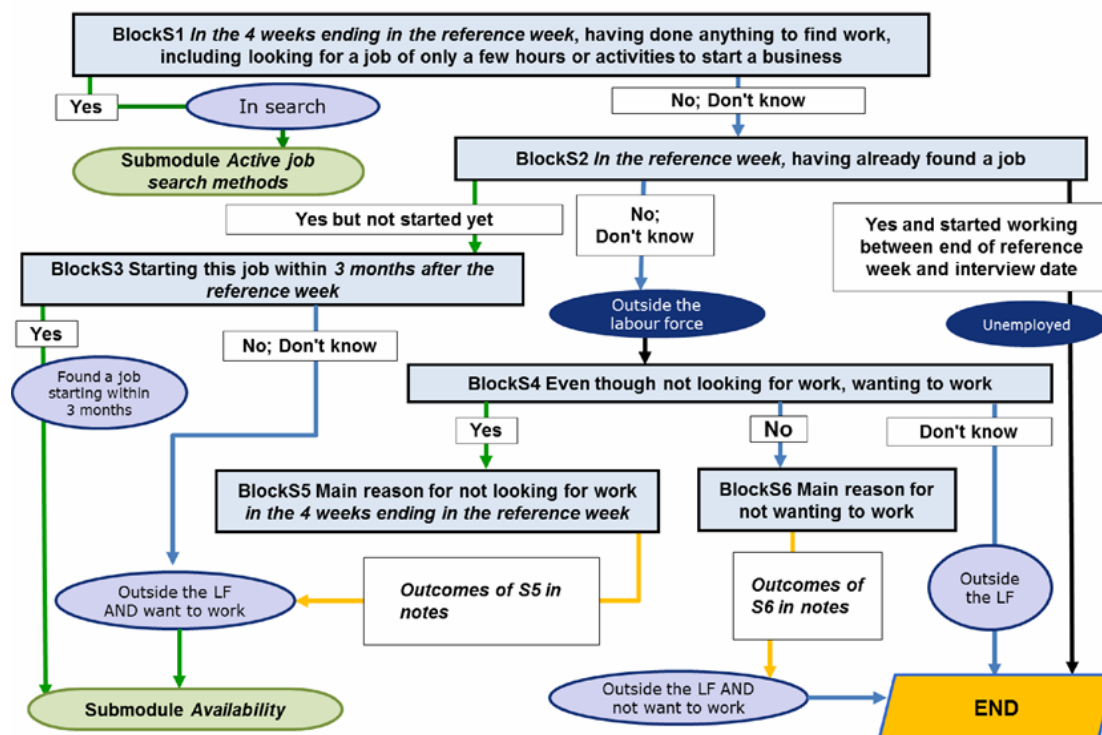 BlockS1 In the 4 weeks ending in the reference week, having done anything to find work,
including looking for a job of only a few hours or activities to start a business
Yes
In search
No; Don't know
Submodule Active job
search methods
BlockS2 In the reference week, having already found a job
Yes but not started yet
No;
Don't know
Yes and started working
between end of reference
week and interview date
BlockS3 Starting this job within 3 months after the
reference week
Outside the
labour force
Unemployed
Yes
No; Don't know
Found a job
starting within
3 months
BlockS4 Even though not looking for work, wanting to work
Yes
No
Don't know
BlockS5 Main reason for not looking for work
in the 4 weeks ending in the reference week
BlockS6 Main reason for
not wanting to work
Outside the LF
AND want to work
Outcomes of S5 in
notes
Outcomes of
S6 in notes
Outside
the LF
Submodule Availability
Outside the LF AND
not want to work
END